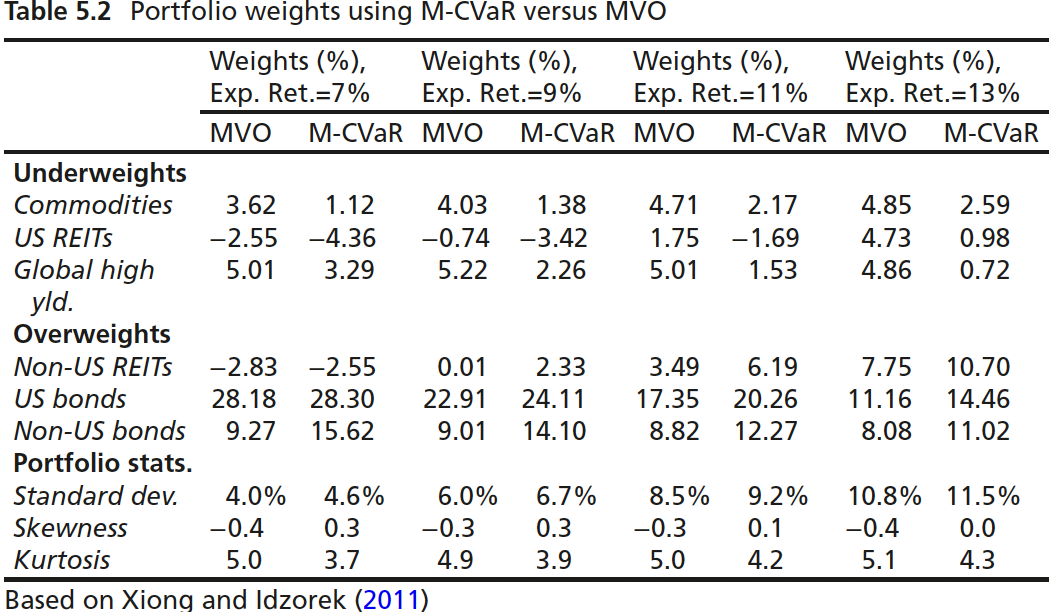 Table 5.2 Portfolio weights using M-CVaR versus MVO
Weights (%), Weights (%), Weights (%), Weights (%),
Exp. Ret.=7% Exp. Ret.=9% Exp. Ret.=11% Exp. Ret.=13%
MVO M-CVaR MVO M-CVaR MVO M-CVaR MVO M-CVaR
Underweights
Commodities 3.62 1.12 4.03 1.38 4.71 2.17 4.85 2.59
US REITs −2.55 −4.36 −0.74 −3.42 1.75 −1.69 4.73 0.98
Global high 5.01 3.29 5.22 2.26 5.01 1.53 4.86 0.72
yld.
Overweights
Non-US REITs −2.83 −2.55 0.01 2.33 3.49 6.19 7.75 10.70
US bonds 28.18 28.30 22.91 24.11 17.35 20.26 11.16 14.46
Non-US bonds 9.27 15.62 9.01 14.10 8.82 12.27 8.08 11.02
Portfolio stats.
Standard dev. 4.0% 4.6% 6.0% 6.7% 8.5% 9.2% 10.8% 11.5%
Skewness −0.4 0.3 −0.3 0.3 −0.3 0.1 −0.4 0.0
Kurtosis 5.0 3.7 4.9 3.9 5.0 4.2 5.1 4.3
Based on Xiong and Idzorek (2011)